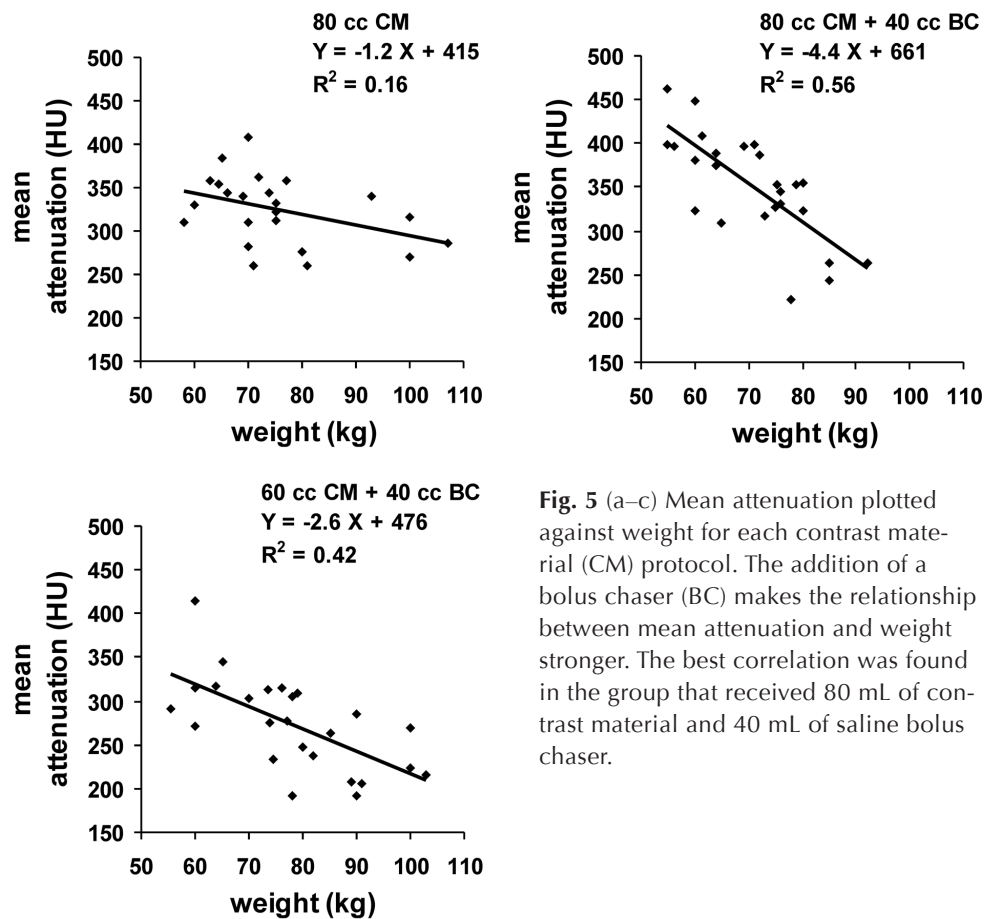 80 cc CM
Y = -1.2 X + 415
R² = 0.16
mean
attenuation (HU)
500
450
400
350
300
250
200
150
50 60 70 80 90 100 110
weight (kg)
80 cc CM + 40 cc BC
Y = -4.4 X + 661
R² = 0.56
mean
attenuation (HU)
500
450
400
350
300
250
200
150
50 60 70 80 90 100 110
weight (kg)
60 cc CM + 40 cc BC
Y = -2.6 X + 476
R² = 0.42
mean
attenuation (HU)
500
450
400
350
300
250
200
150
50 60 70 80 90 100 110
weight (kg)
Fig. 5 (a–c) Mean attenuation plotted
against weight for each contrast mate-
rial (CM) protocol. The addition of a
bolus chaser (BC) makes the relationship
between mean attenuation and weight
stronger. The best correlation was found
in the group that received 80 mL of con-
trast material and 40 mL of saline bolus
chaser.